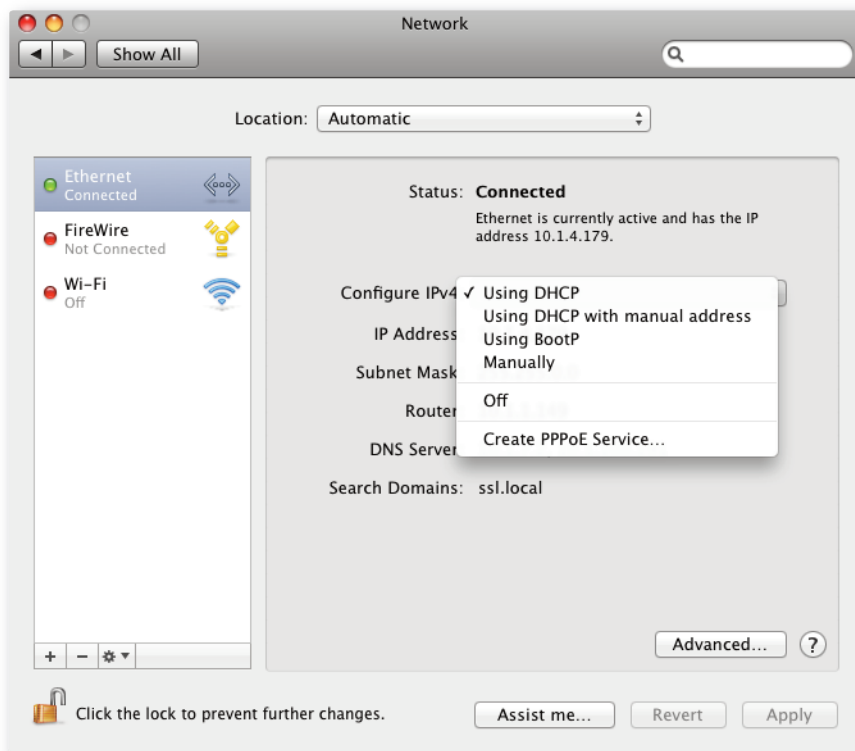 Network
Show All
Location: Automatic
Ethernet
Connected
FireWire
Not Connected
Wi-Fi
Off
Status: Connected
Ethernet is currently active and has the IP
address 10.1.4.179.
Configure IPv4
✓ Using DHCP
Using DHCP with manual address
Using BootP
Manually
Off
Create PPPoE Service...
IP Address
Subnet Mask
Router
DNS Server
Search Domains: ssl.local
Advanced... ?
+ −
Click the lock to prevent further changes.
Assist me... Revert Apply